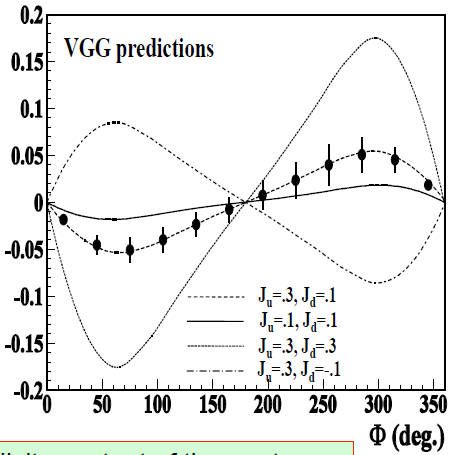 0.2
VGG predictions
0.15
0.1
0.05
0
-0.05
-0.1
-0.15
-0.2
J_u=.3, J_d=.1
J_u=.1, J_d=.1
J_u=.3, J_d=.3
J_u=.3, J_d=-.1
0 50 100 150 200 250 300 350
Φ (deg.)